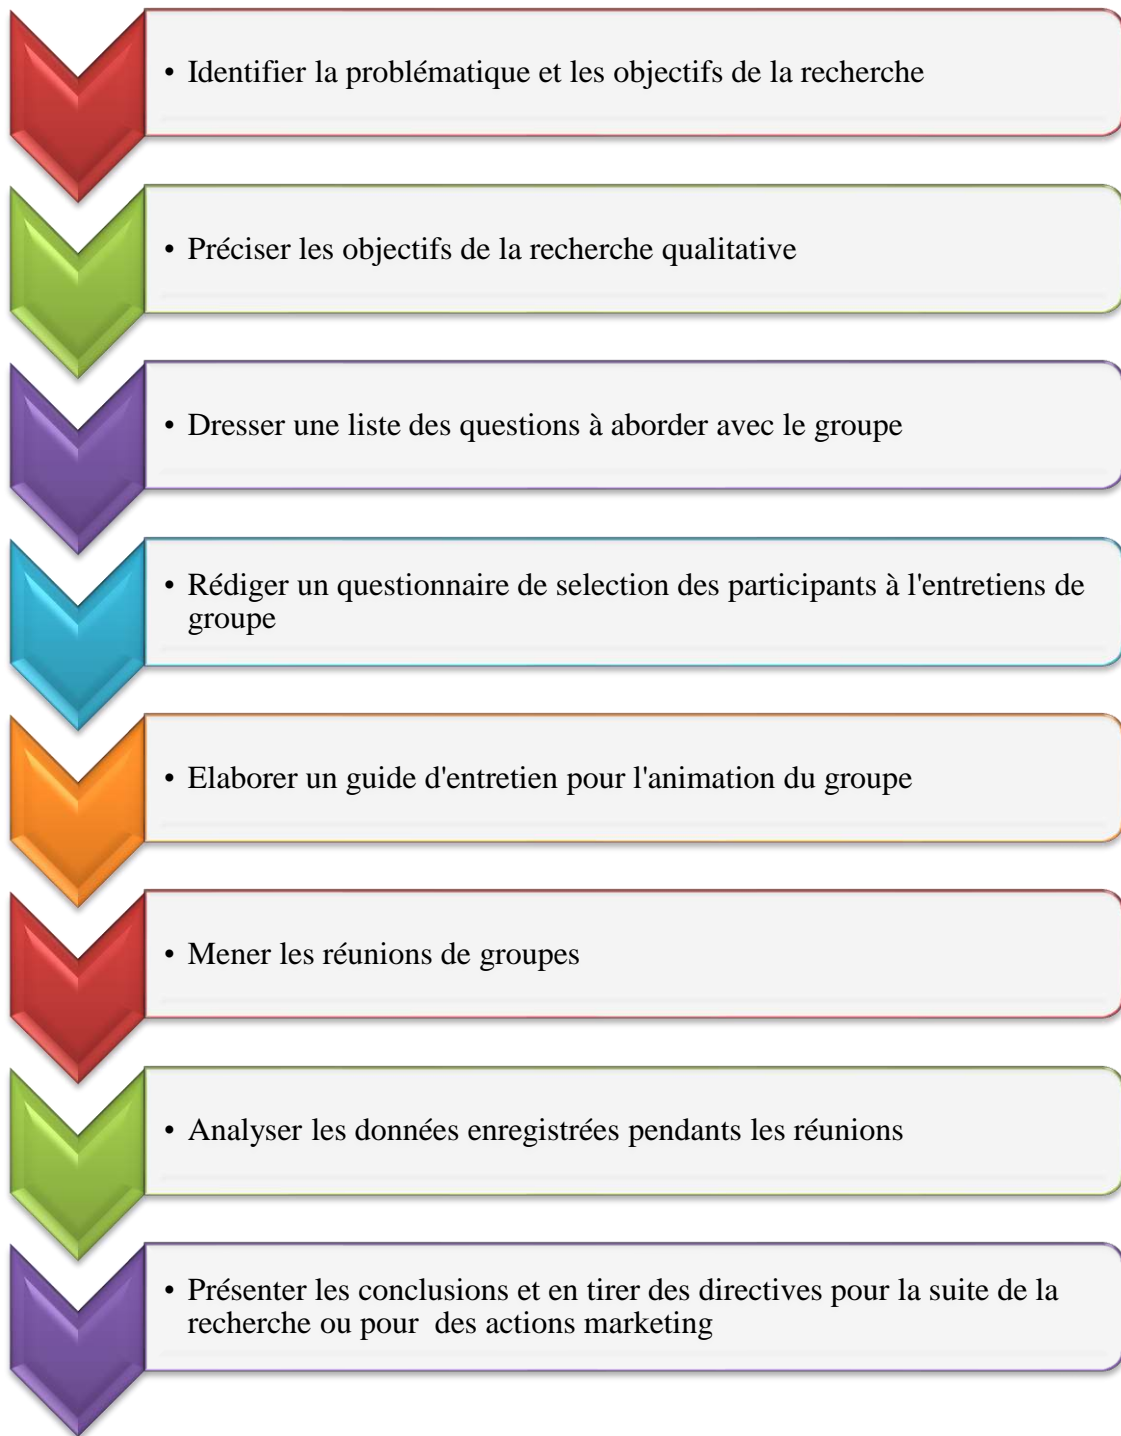 • Identifier la problématique et les objectifs de la recherche
• Préciser les objectifs de la recherche qualitative
• Dresser une liste des questions à aborder avec le groupe
• Rédiger un questionnaire de selection des participants à l'entretiens de
groupe
• Elaborer un guide d'entretien pour l'animation du groupe
• Mener les réunions de groupes
• Analyser les données enregistrées pendants les réunions
• Présenter les conclusions et en tirer des directives pour la suite de la
recherche ou pour  des actions marketing